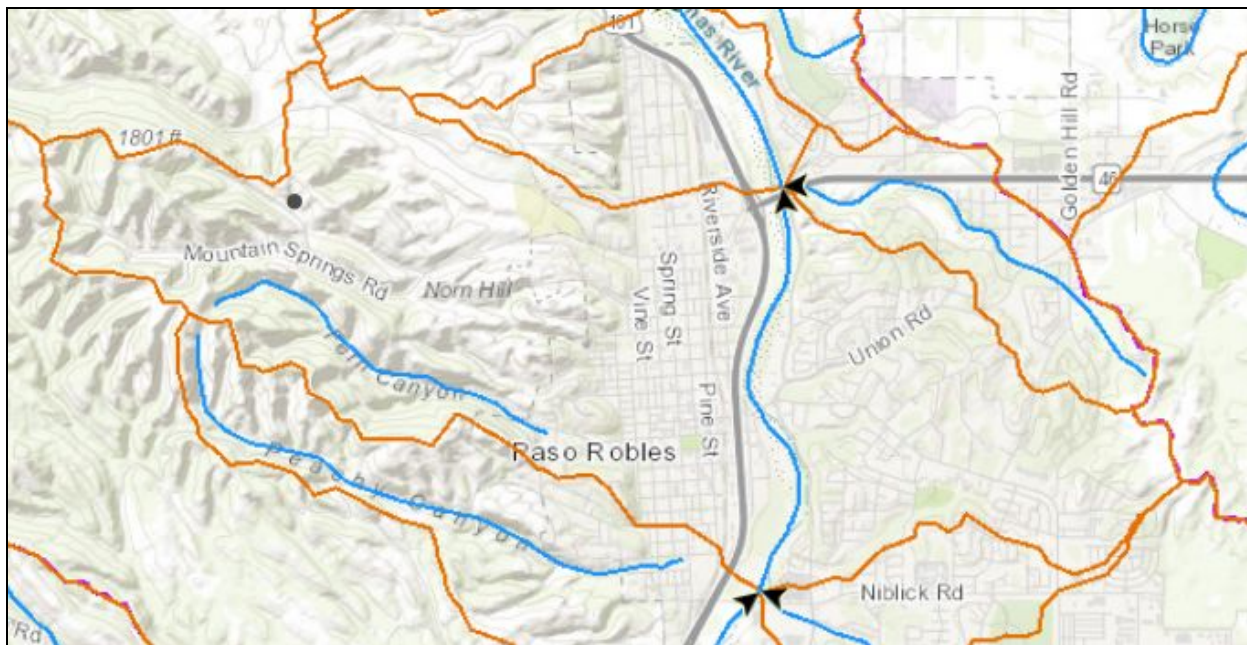 101
nas River
Horse
Park
1801 ft
Golden Hill Rd
46
Mountain Springs Rd
Norn Hill
Riverside Ave
Spring St
Vine St
Union Rd
Fern Canyon
Pine St
Paso Robles
Peachy Canyon
Niblick Rd
Rd